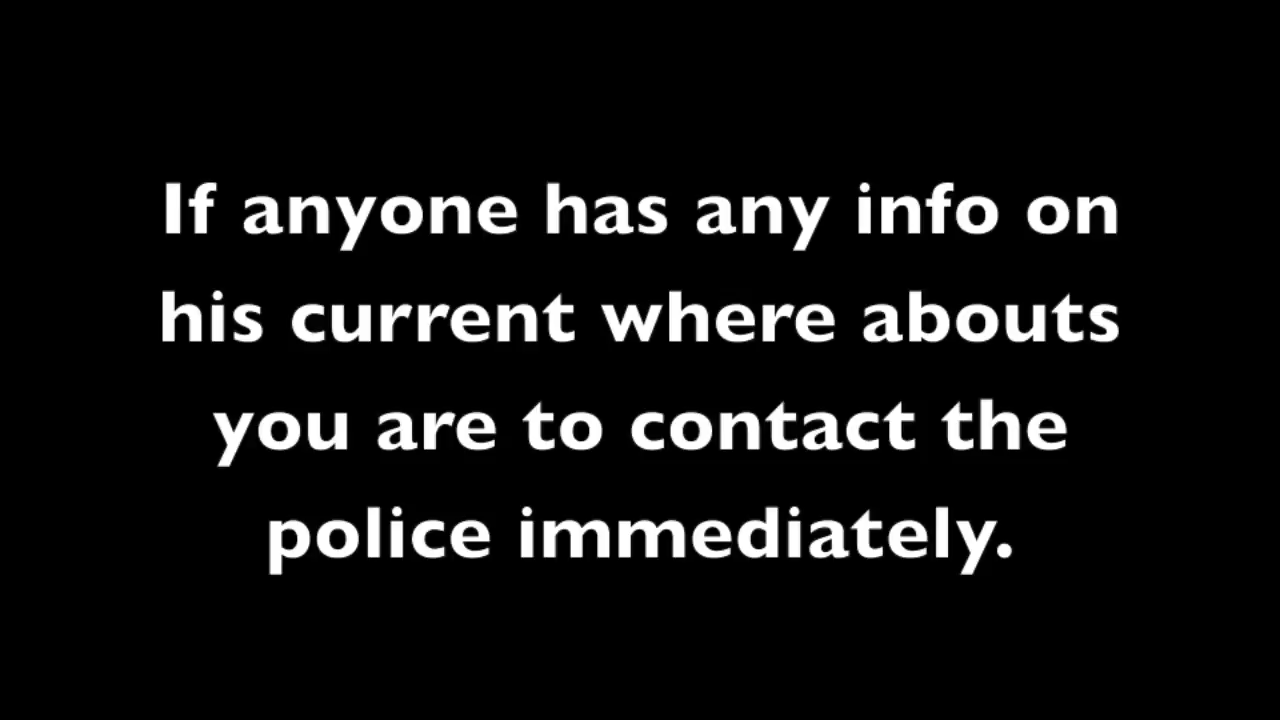 If anyone has any info on
his current where abouts
you are to contact the
police immediately.